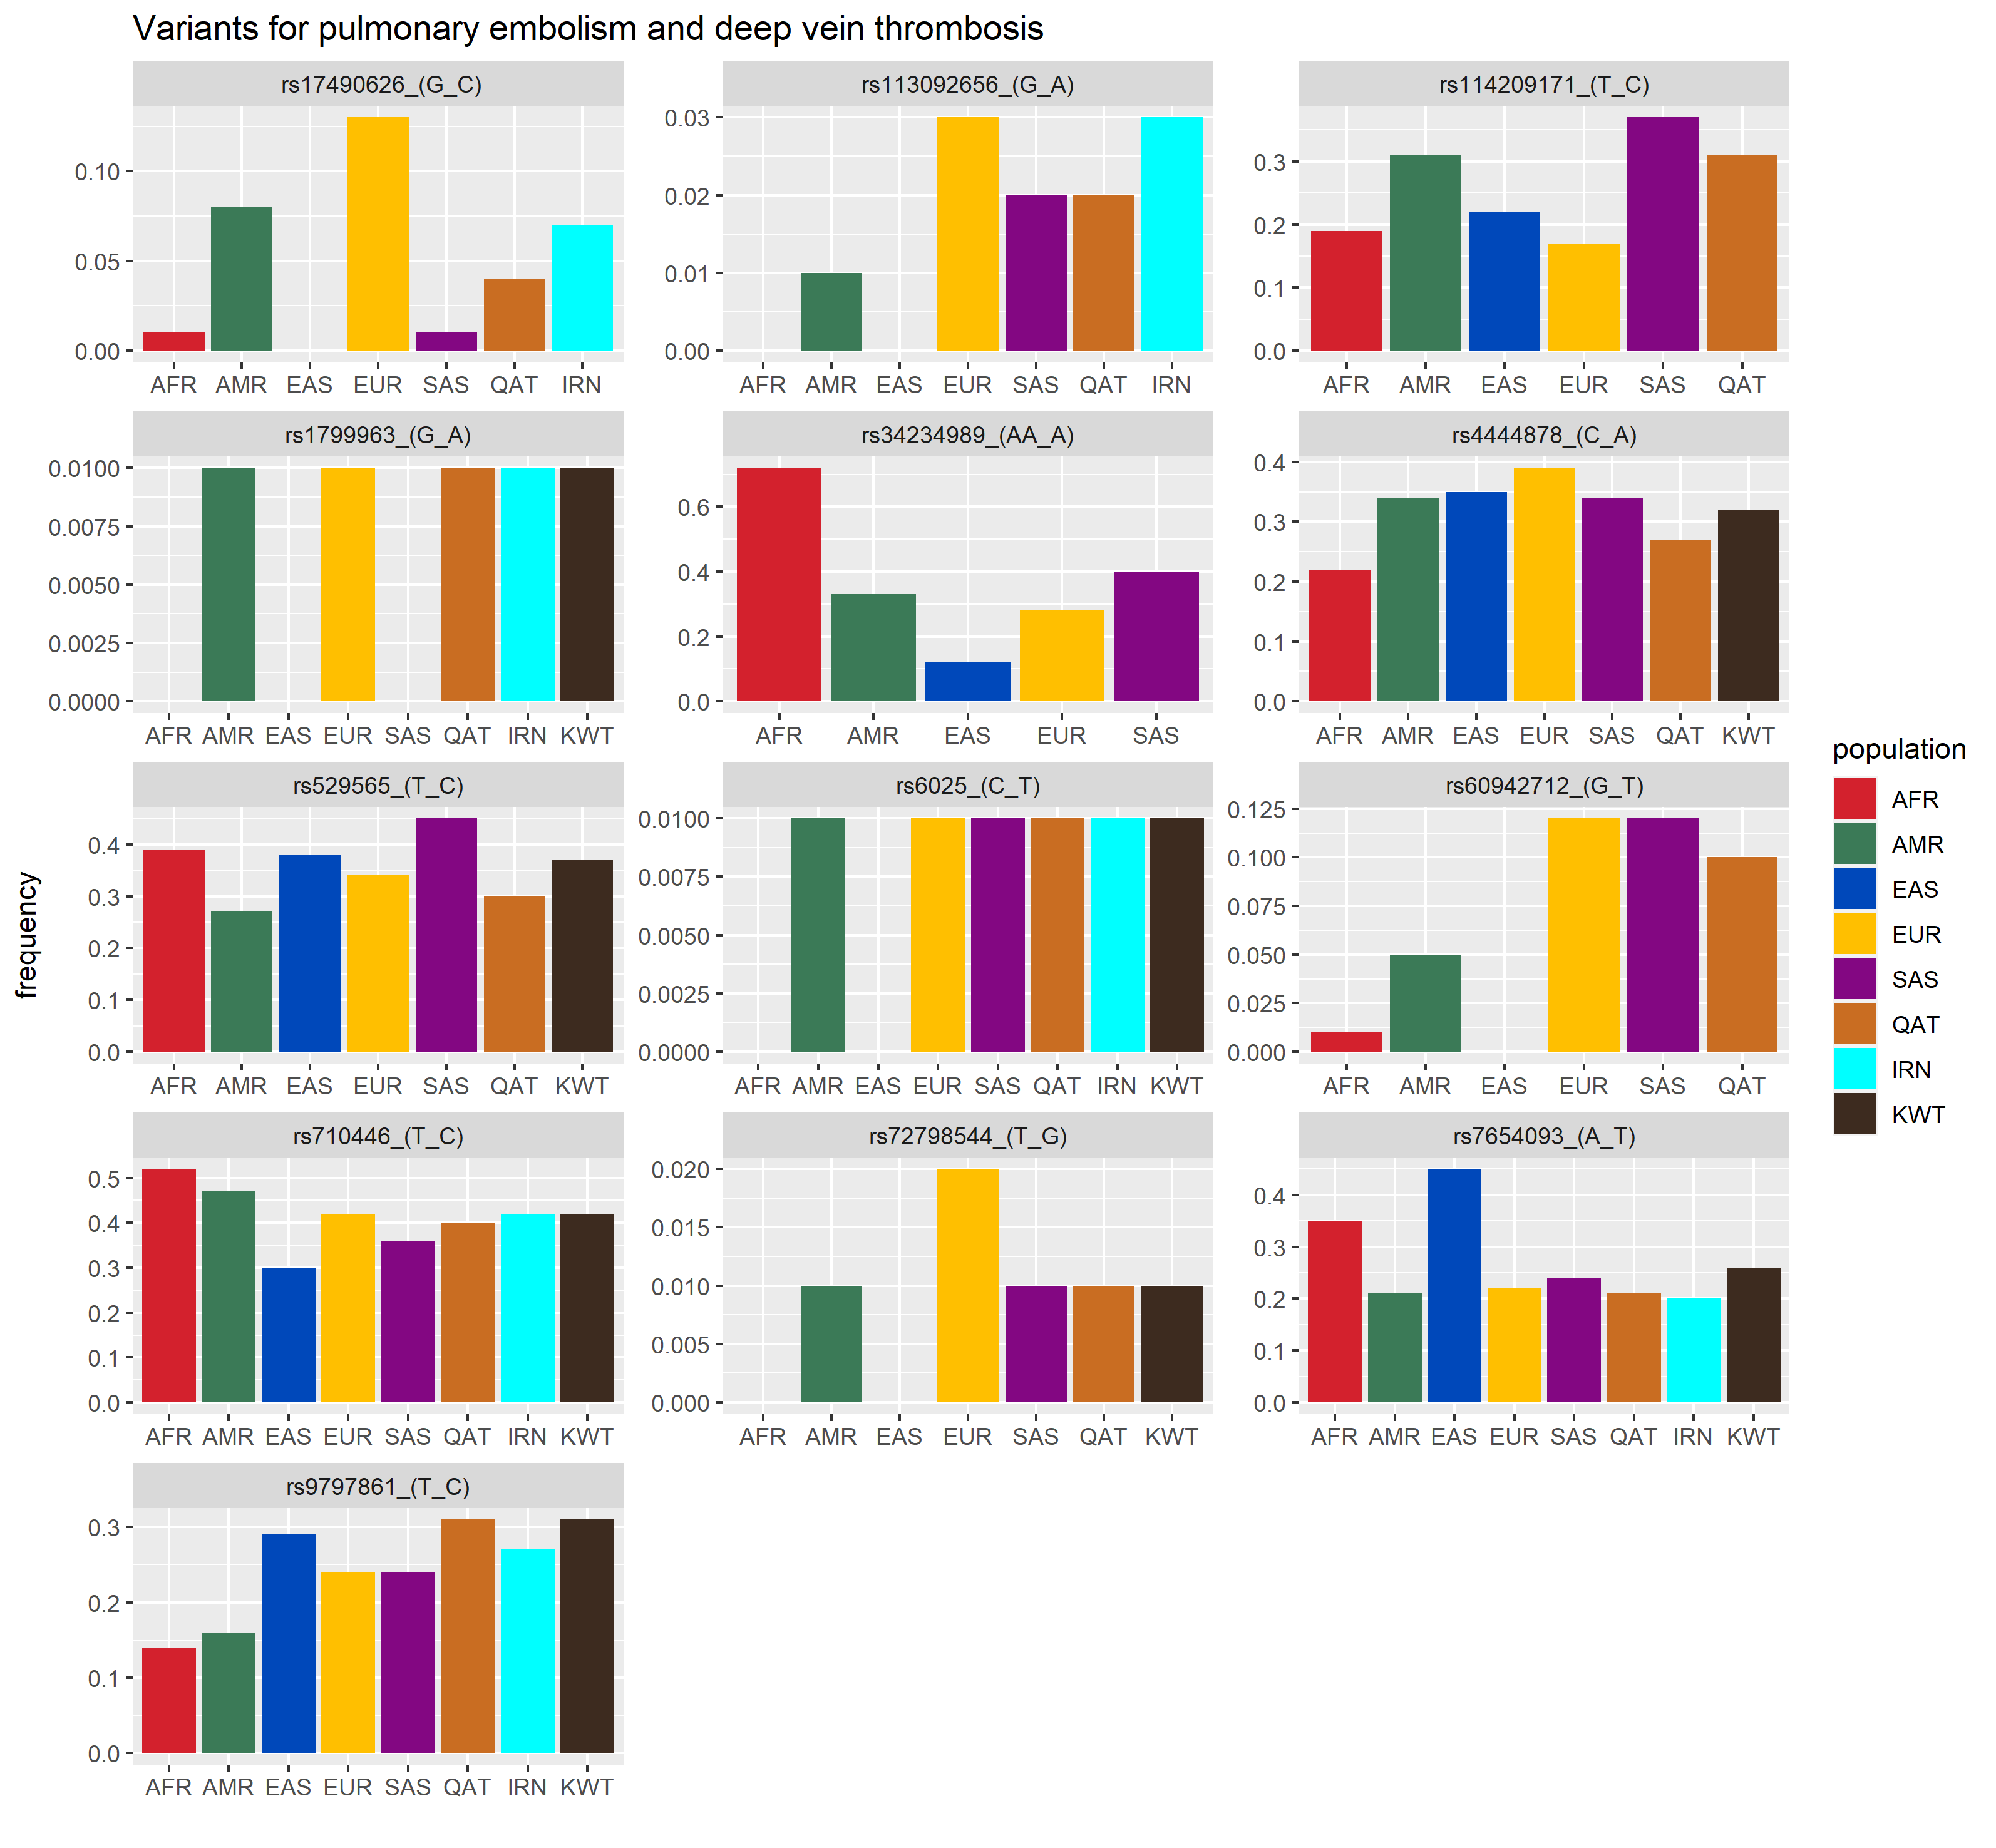 Variants for pulmonary embolism and deep vein thrombosis
rs17490626_(G_C) rs113092656_(G_A) rs114209171_(T_C)
0.10 0.05 0.00
0.03 0.02 0.01 0.00
0.3 0.2 0.1 0.0
AFR AMR EAS EUR SAS QAT IRN
AFR AMR EAS EUR SAS QAT IRN
AFR AMR EAS EUR SAS QAT
rs1799963_(G_A) rs34234989_(AA_A) rs4444878_(C_A)
0.0100 0.0075 0.0050 0.0025 0.0000
0.6 0.4 0.2 0.0
0.4 0.3 0.2 0.1 0.0
AFR AMR EAS EUR SAS QAT IRN KWT
AFR AMR EAS EUR SAS
AFR AMR EAS EUR SAS QAT KWT
rs529565_(T_C) rs6025_(C_T) rs60942712_(G_T)
0.4 0.3 0.2 0.1 0.0
0.0100 0.0075 0.0050 0.0025 0.0000
0.125 0.100 0.075 0.050 0.025 0.000
AFR AMR EAS EUR SAS QAT KWT
AFR AMR EAS EUR SAS QAT IRN KWT
AFR AMR EAS EUR SAS QAT
rs710446_(T_C) rs72798544_(T_G) rs7654093_(A_T)
0.5 0.4 0.3 0.2 0.1 0.0
0.020 0.015 0.010 0.005 0.000
0.4 0.3 0.2 0.1 0.0
AFR AMR EAS EUR SAS QAT IRN KWT
AFR AMR EAS EUR SAS QAT KWT
AFR AMR EAS EUR SAS QAT IRN KWT
rs9797861_(T_C)
0.3 0.2 0.1 0.0
AFR AMR EAS EUR SAS QAT IRN KWT
frequency
population
AFR
AMR
EAS
EUR
SAS
QAT
IRN
KWT